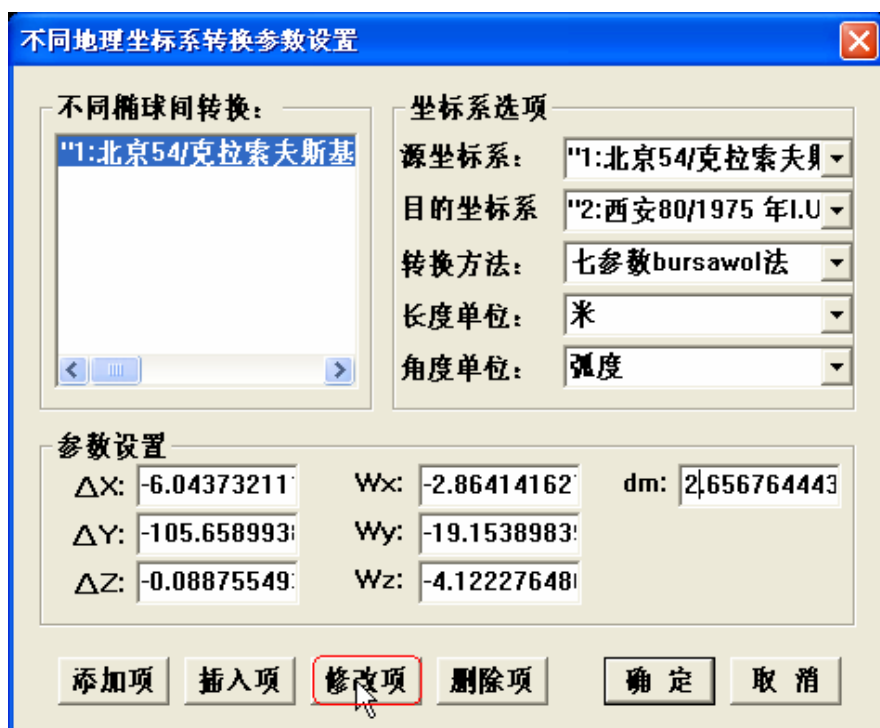 不同地理坐标系转换参数设置
不同椭球间转换：
"1:北京54/克拉索夫斯基
坐标系选项
源坐标系： "1:北京54/克拉索夫
目的坐标系 "2:西安80/1975 年I.U
转换方法： 七参数bursawol法
长度单位： 米
角度单位： 弧度
参数设置
ΔX: -6.04373211 Wx: -2.86414162 dm: 2.656764443
ΔY: -105.658993 Wy: -19.1538983
ΔZ: -0.08875549 Wz: -4.12227648
添加项 插入项 修改项 删除项 确 定 取 消